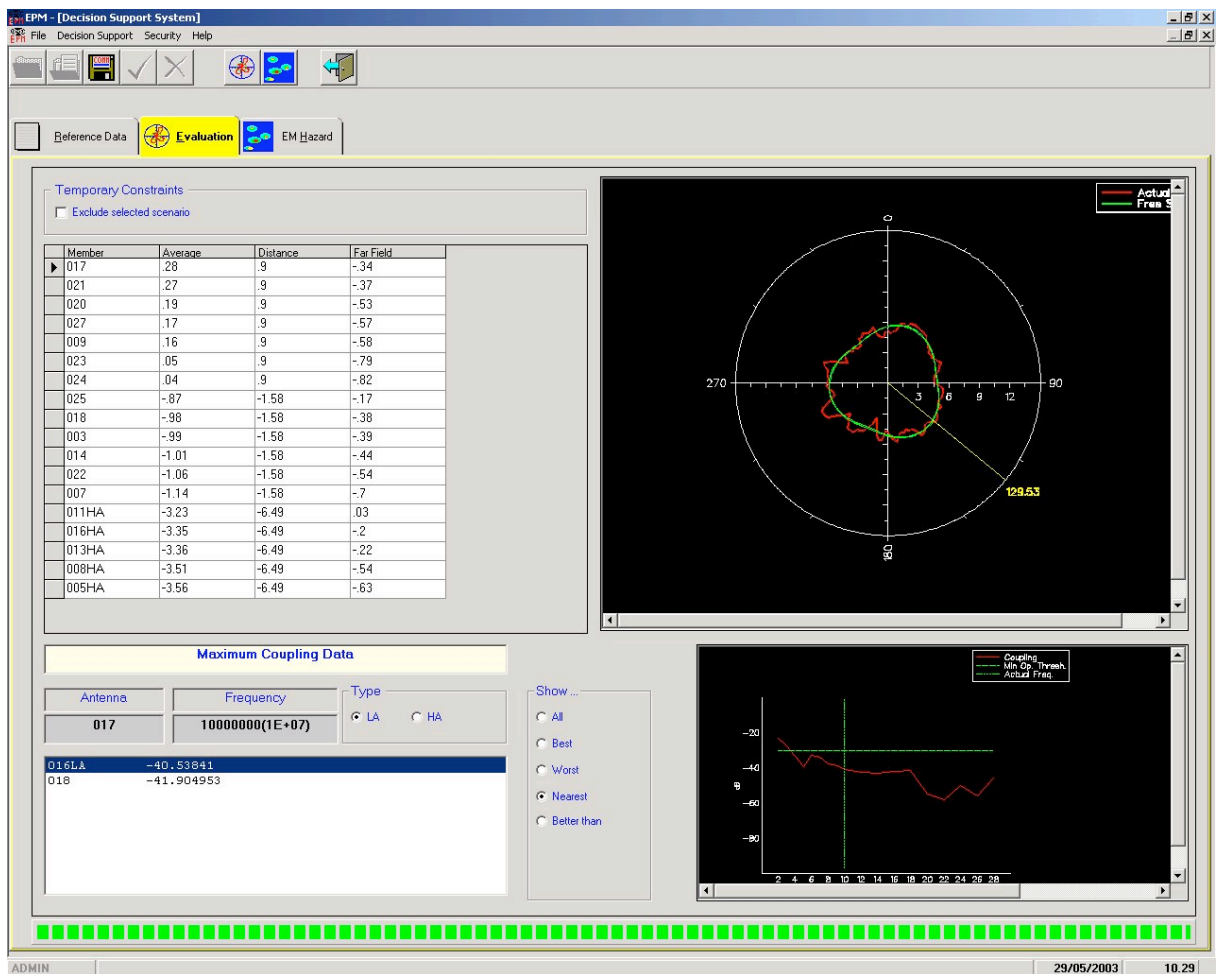 EPM - [Decision Support System]
File Decision Support Security Help
Reference Data
Evaluation
EM Hazard
Temporary Constraints
Exclude selected scenario
Member Average Distance Far Field
017 .28 .9 -.34
021 .27 .9 -.37
020 .19 .9 -.53
027 .17 .9 -.57
009 .16 .9 -.58
023 .05 .9 -.79
024 .04 .9 -.82
025 -.87 -1.58 -.17
018 -.98 -1.58 -.38
003 -.99 -1.58 -.39
014 -1.01 -1.58 -.44
022 -1.06 -1.58 -.54
007 -1.14 -1.58 -.7
011HA -3.23 -6.49 .03
016HA -3.35 -6.49 -.2
013HA -3.36 -6.49 -.22
008HA -3.51 -6.49 -.54
005HA -3.56 -6.49 -.63
Actual
Free S
0
270
3 6 9 12
90
129.53
180
Maximum Coupling Data
Antenna
Frequency
017
10000000(1E+07)
Type
LA HA
016LA -40.53841
018 -41.904953
Show ...
All
Best
Worst
Nearest
Better than
Coupling
Min Op. Thresh.
Actual Freq.
dB
-20
-40
-60
-80
2 4 6 8 10 12 14 16 18 20 22 24 26 28
ADMIN
29/05/2003 10.29